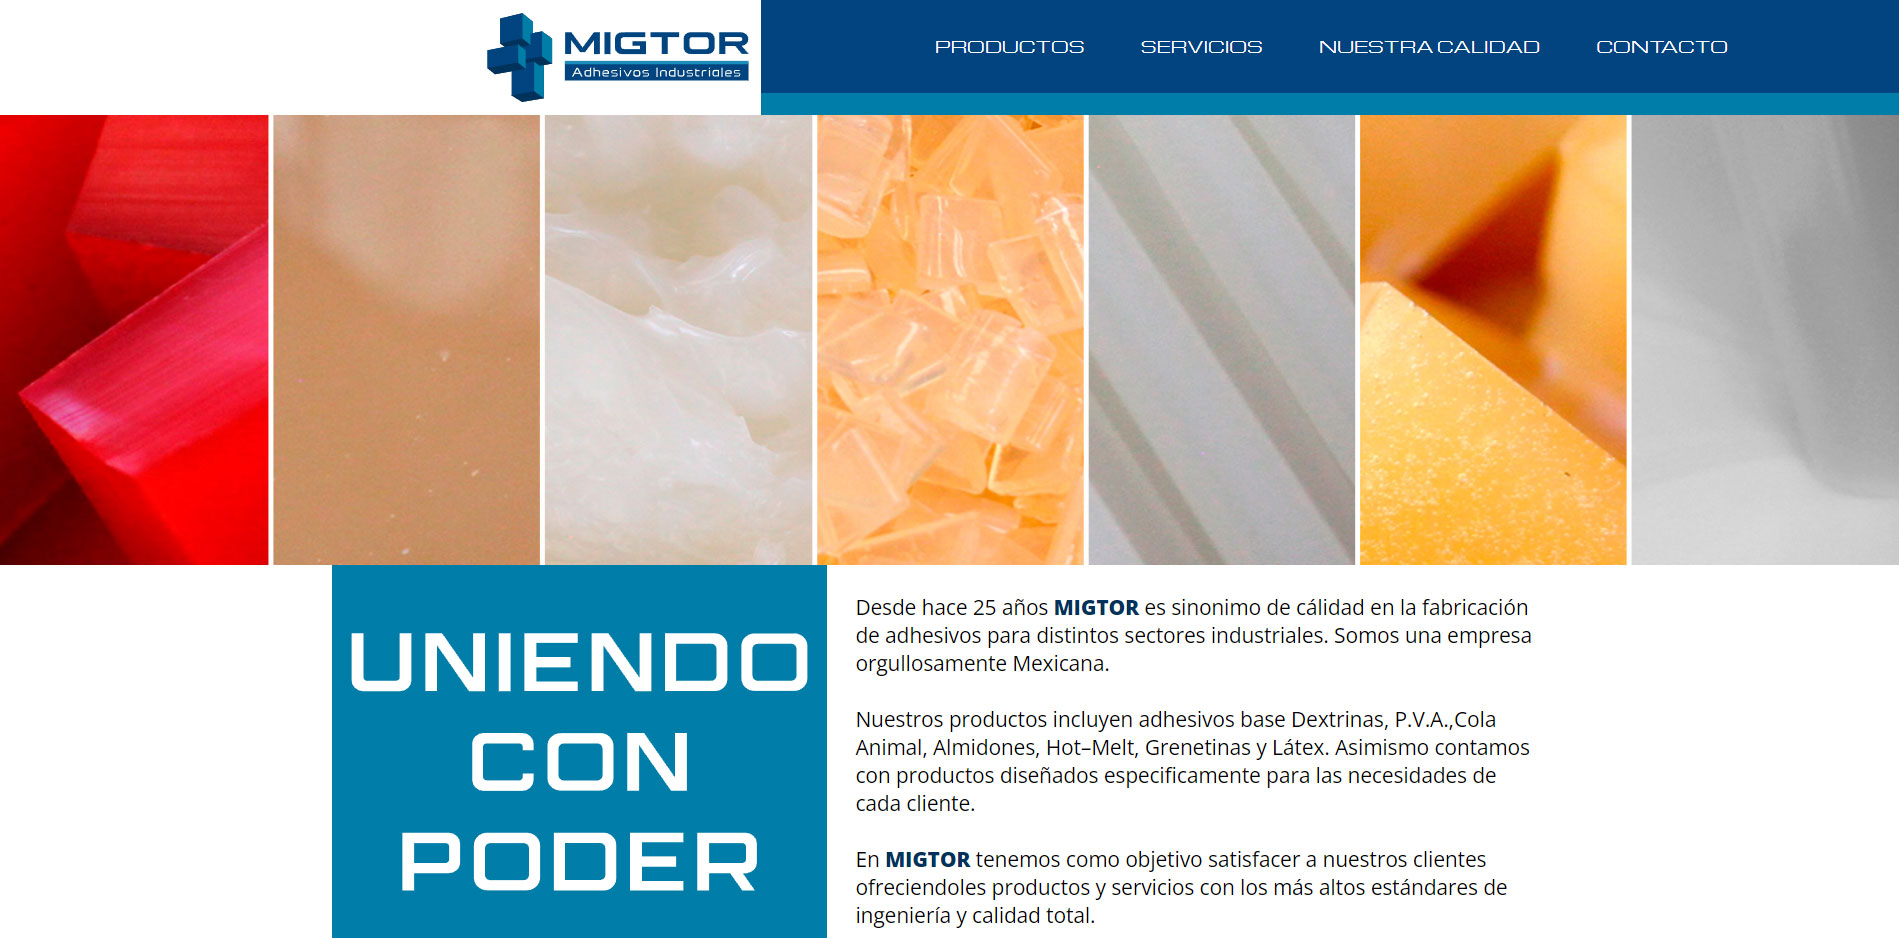 MIGTOR
Adhesivos Industriales
PRODUCTOS
SERVICIOS
NUESTRA CALIDAD
CONTACTO
UNIENDO
CON
PODER
Desde hace 25 años MIGTOR es sinonimo de cálidad en la fabricación
de adhesivos para distintos sectores industriales. Somos una empresa
orgullosamente Mexicana.
Nuestros productos incluyen adhesivos base Dextrinas, P.V.A.,Cola
Animal, Almidones, Hot–Melt, Grenetinas y Látex. Asimismo contamos
con productos diseñados especificamente para las necesidades de
cada cliente.
En MIGTOR tenemos como objetivo satisfacer a nuestros clientes
ofreciendoles productos y servicios con los más altos estándares de
ingeniería y calidad total.